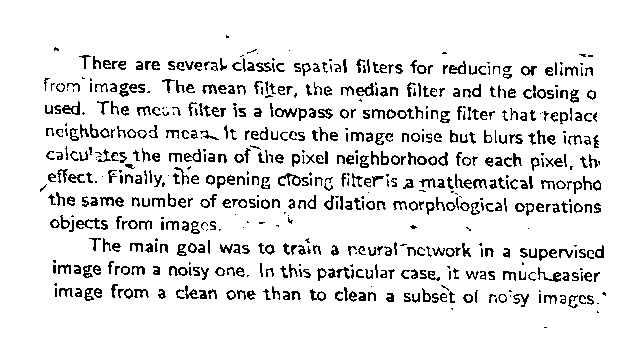 There are several classic spatial filters for reducing or elimin
from images. The mean filter, the median filter and the closing o
used. The mean filter is a lowpass or smoothing filter that replace
neighborhood mean. It reduces the image noise but blurs the imag
calculates the median of the pixel neighborhood for each pixel, th
effect. Finally, the opening closing filter is a mathematical morpho
the same number of erosion and dilation morphological operations
objects from images.
The main goal was to train a neural network in a supervised
image from a noisy one. In this particular case, it was much easier
image from a clean one than to clean a subset of noisy images.